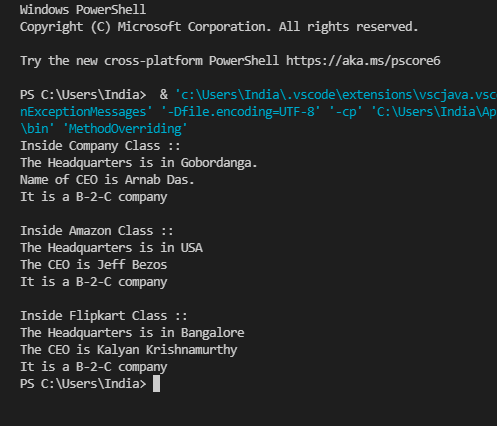 Windows PowerShell
Copyright (C) Microsoft Corporation. All rights reserved.
Try the new cross-platform PowerShell https://aka.ms/pscore6
PS C:\Users\India>  & 'c:\Users\India\.vscode\extensions\vscjava.vsc
nExceptionMessages' '-Dfile.encoding=UTF-8' '-cp' 'C:\Users\India\Ap
\bin' 'MethodOverriding'
Inside Company Class ::
The Headquarters is in Gobordanga.
Name of CEO is Arnab Das.
It is a B-2-C company
Inside Amazon Class ::
The Headquarters is in USA
The CEO is Jeff Bezos
It is a B-2-C company
Inside Flipkart Class ::
The Headquarters is in Bangalore
The CEO is Kalyan Krishnamurthy
It is a B-2-C company
PS C:\Users\India>